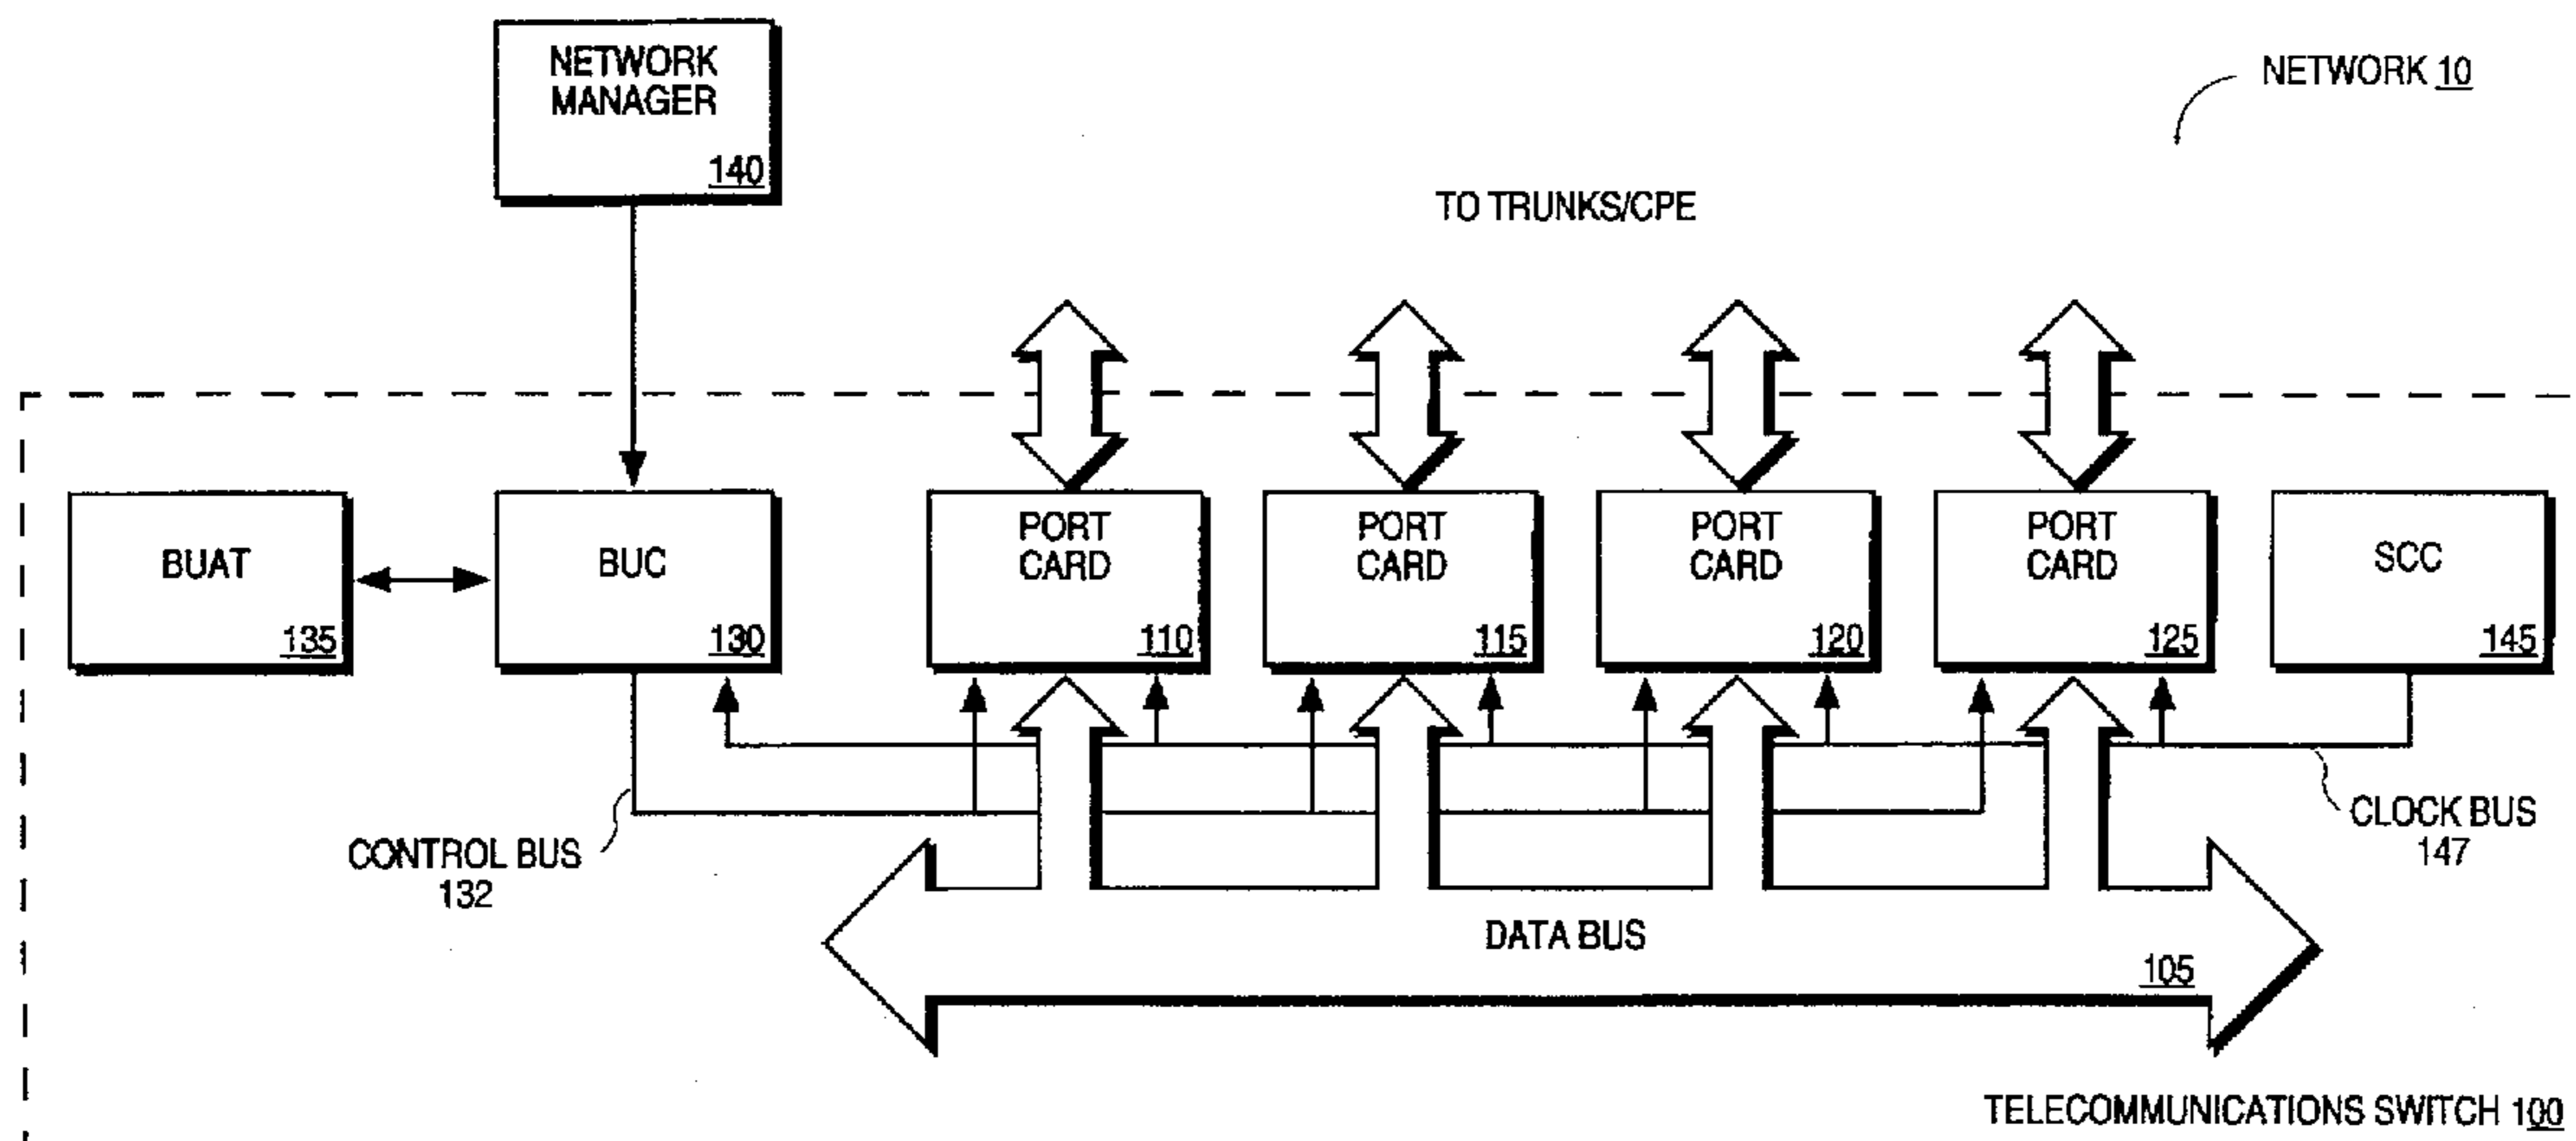 NETWORK
MANAGER
140
NETWORK 10
TO TRUNKS/CPE
BUAT
135
BUC
130
PORT
CARD
110
PORT
CARD
115
PORT
CARD
120
PORT
CARD
125
SCC
145
CONTROL BUS
132
CLOCK BUS
147
DATA BUS
105
TELECOMMUNICATIONS SWITCH 100